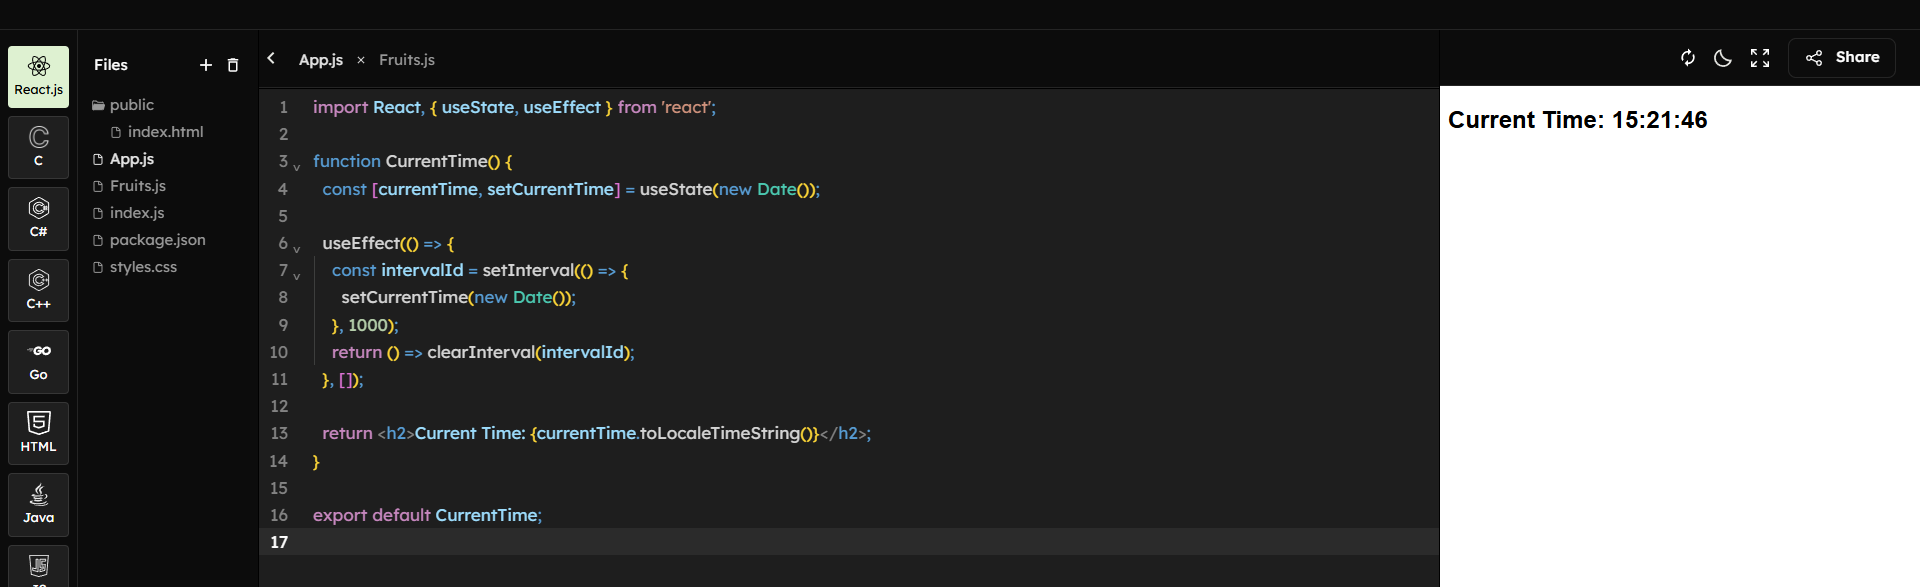 React.js
C
C#
C++
GO
Go
HTML
Java
JS
Files
public
index.html
App.js
Fruits.js
index.js
package.json
styles.css
App.js × Fruits.js
1 import React, { useState, useEffect } from 'react';
2
3 function CurrentTime() {
4 const [currentTime, setCurrentTime] = useState(new Date());
5
6 useEffect(() => {
7 const intervalId = setInterval(() => {
8 setCurrentTime(new Date());
9 }, 1000);
10 return () => clearInterval(intervalId);
11 }, []);
12
13 return <h2>Current Time: {currentTime.toLocaleTimeString()}</h2>;
14 }
15
16 export default CurrentTime;
17
Share
Current Time: 15:21:46